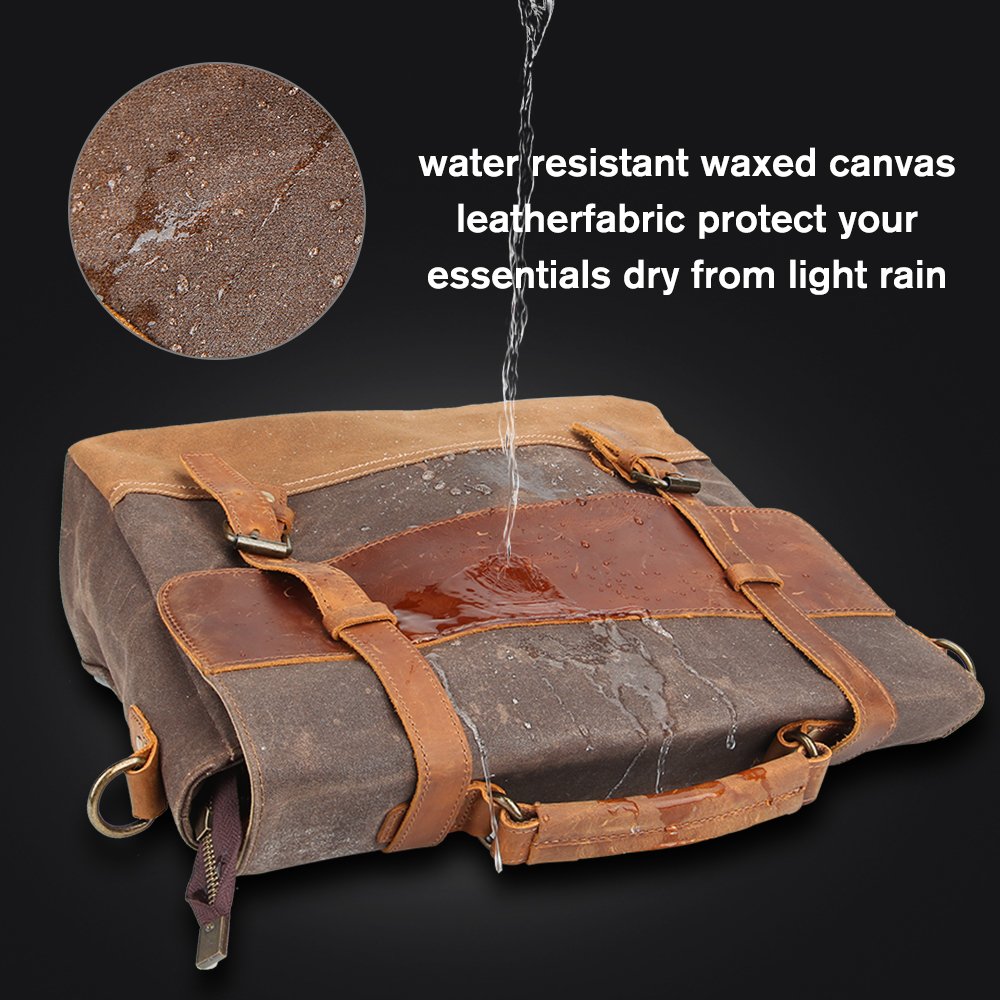 water resistant waxed canvas
leatherfabric protect your
essentials dry from light rain